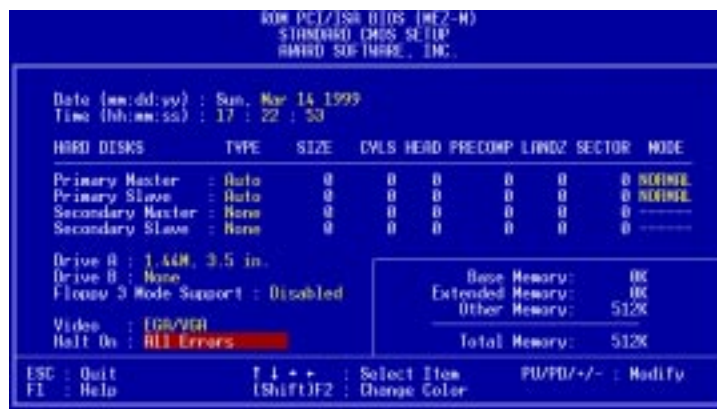 ROM PCI/ISA BIOS (ME2-M)
STANDARD CMOS SETUP
AWARD SOFTWARE, INC.
Date (mm:dd:yy) : Sun, Mar 14 1999
Time (hh:mm:ss) : 17 : 22 : 53
HARD DISKS TYPE SIZE CYLS HEAD PRECOMP LANDZ SECTOR MODE
Primary Master : Auto 0 0 0 0 0 0 NORMAL
Primary Slave : Auto 0 0 0 0 0 0 NORMAL
Secondary Master : None 0 0 0 0 0 0 ------
Secondary Slave : None 0 0 0 0 0 0 ------
Drive A : 1.44M, 3.5 in.
Drive B : None
Floppy 3 Mode Support : Disabled
Video : EGA/VGA
Halt On : All Errors
Base Memory: 0K
Extended Memory: 0K
Other Memory: 512K
Total Memory: 512K
ESC : Quit ↑ ↓ → ← : Select Item PU/PD/+/- : Modify
F1 : Help (Shift)F2 : Change Color